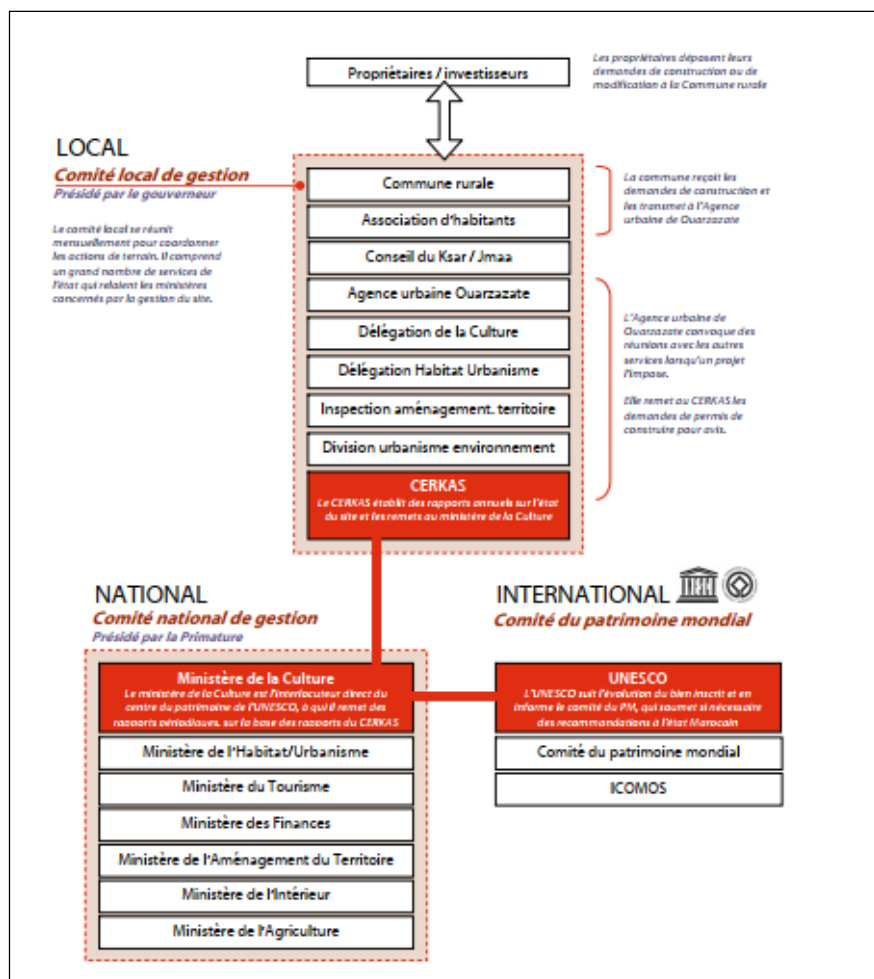 Propriétaires / investisseurs
Les propriétaires déposent leurs
demandes de construction ou de
modification à la Commune rurale
LOCAL
Comité local de gestion
Présidé par le gouverneur
Le comité local se réunit
mensuellement pour coordonner
les actions de terrain. Il comprend
un grand nombre de services de
l'état qui relaient les ministères
concernés par la gestion du site.
Commune rurale
Association d'habitants
Conseil du Ksar / Jmaa
Agence urbaine Ouarzazate
Délégation de la Culture
Délégation Habitat Urbanisme
Inspection aménagement. territoire
Division urbanisme environnement
CERKAS
Le CERKAS établit des rapports annuels sur l'état
du site et les remets au ministère de la Culture
La commune reçoit les
demandes de construction et
les transmet à l'Agence
urbaine de Ouarzazate
L'Agence urbaine de
Ouarzazate convoque des
réunions avec les autres
services lorsqu'un projet
l'impose.
Elle remet au CERKAS les
demandes de permis de
construire pour avis.
NATIONAL
Comité national de gestion
Présidé par la Primature
Ministère de la Culture
Le ministère de la Culture est l'interlocuteur direct du
centre du patrimoine de l'UNESCO, à qui il remet des
rapports périodiques, sur la base des rapports du CERKAS
Ministère de l'Habitat/Urbanisme
Ministère du Tourisme
Ministère des Finances
Ministère de l'Aménagement du Territoire
Ministère de l'Intérieur
Ministère de l'Agriculture
INTERNATIONAL
Comité du patrimoine mondial
UNESCO
L'UNESCO suit l'évolution du bien inscrit et en
informe le comité du PM, qui soumet si nécessaire
des recommandations à l'état Marocain
Comité du patrimoine mondial
ICOMOS